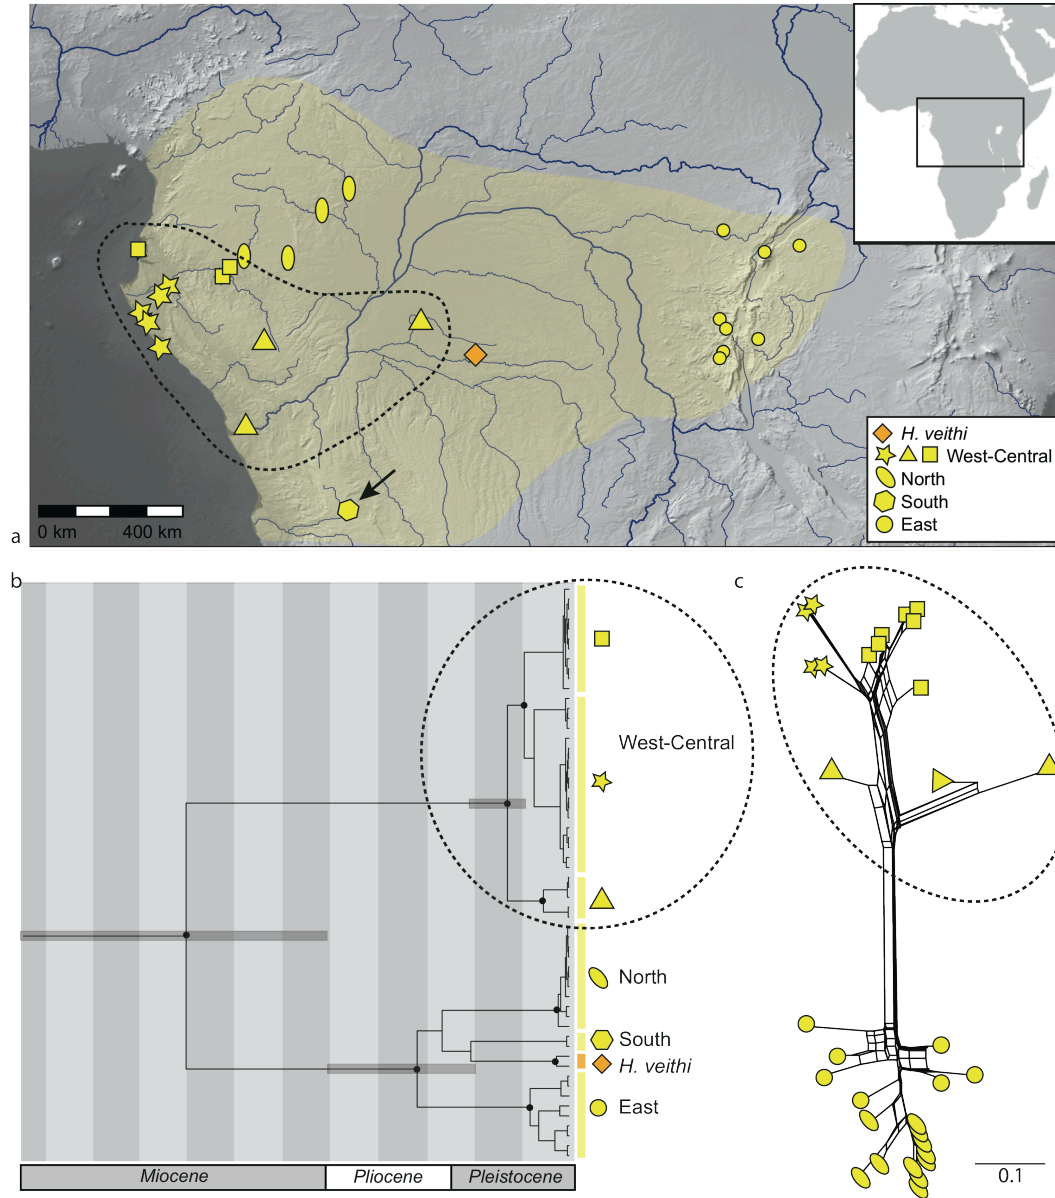 a
0 km
400 km
H. veithi
West-Central
North
South
East
b
West-Central
North
South
H. veithi
East
Miocene
Pliocene
Pleistocene
c
0.1